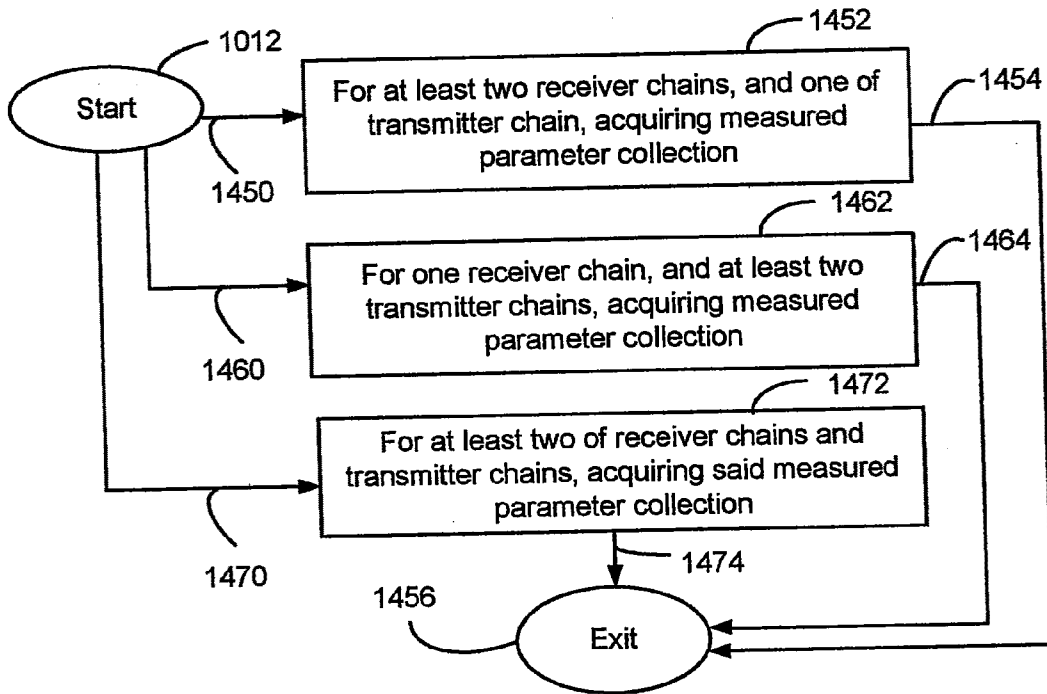 1012
Start
1450
1452
For at least two receiver chains, and one of
transmitter chain, acquiring measured
parameter collection
1454
1460
1462
For one receiver chain, and at least two
transmitter chains, acquiring measured
parameter collection
1464
1470
1472
For at least two of receiver chains and
transmitter chains, acquiring said measured
parameter collection
1474
1456
Exit